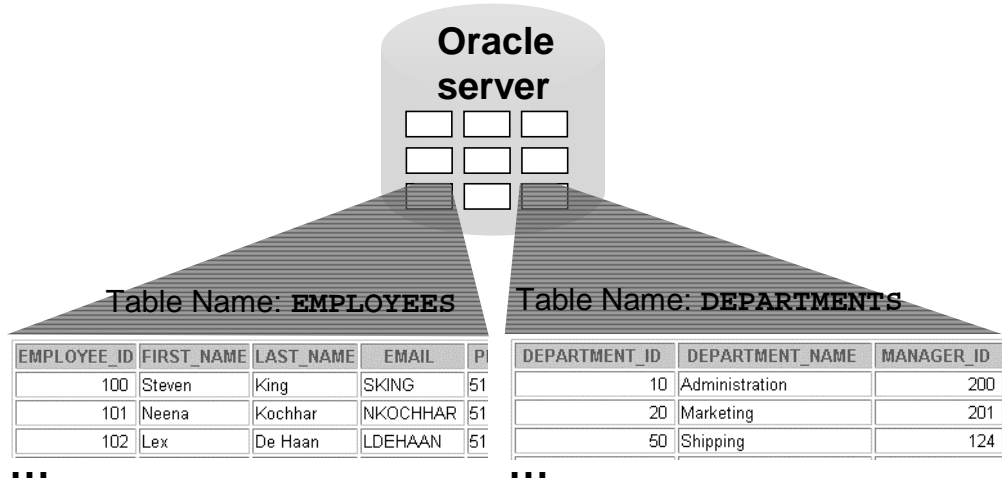 Oracle
server
Table Name: EMPLOYEES
EMPLOYEE_ID FIRST_NAME LAST_NAME EMAIL
100 Steven King SKING 51
101 Neena Kochhar NKOCHHAR 51
102 Lex De Haan LDEHAAN 51
...
Table Name: DEPARTMENTS
DEPARTMENT_ID DEPARTMENT_NAME MANAGER_ID
10 Administration 200
20 Marketing 201
50 Shipping 124
...